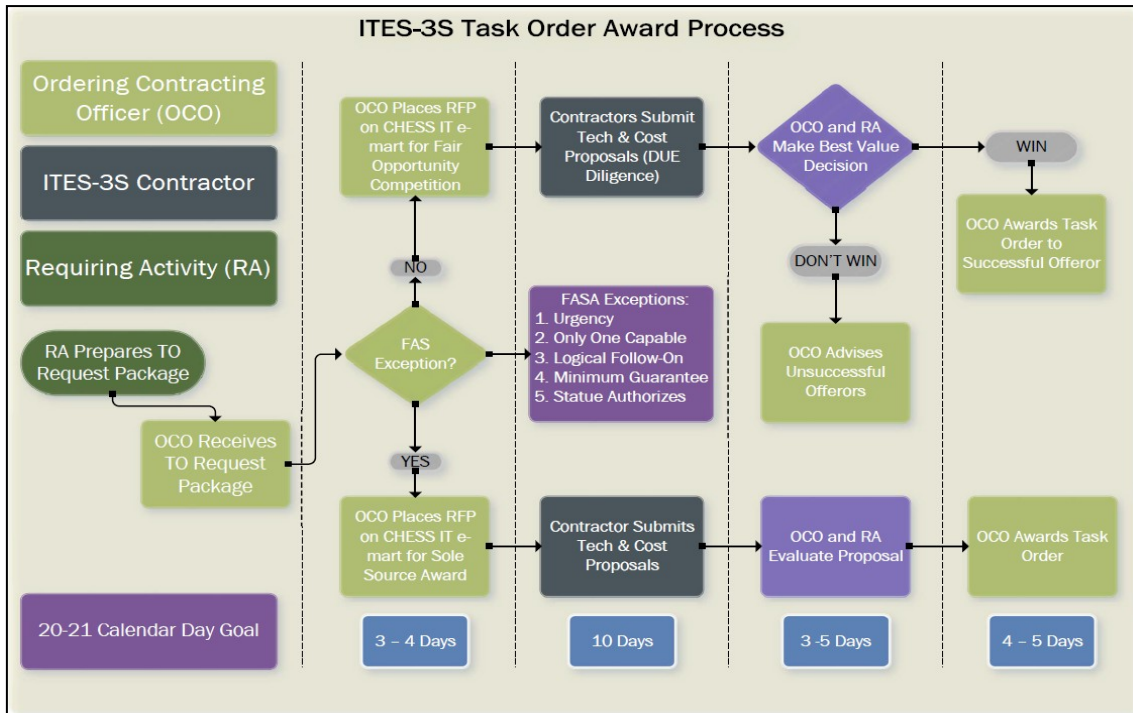 ITES-3S Task Order Award Process
Ordering Contracting
Officer (OCO)
ITES-3S Contractor
Requiring Activity (RA)
RA Prepares TO
Request Package
OCO Receives
TO Request
Package
20-21 Calendar Day Goal
OCO Places RFP
on CHESS IT e-
mart for Fair
Opportunity
Competition
NO
FAS
Exception?
YES
OCO Places RFP
on CHESS IT e-
mart for Sole
Source Award
3 – 4 Days
Contractors Submit
Tech & Cost
Proposals (DUE
Diligence)
FASA Exceptions:
1. Urgency
2. Only One Capable
3. Logical Follow-On
4. Minimum Guarantee
5. Statue Authorizes
Contractor Submits
Tech & Cost
Proposals
10 Days
OCO and RA
Make Best Value
Decision
DON'T WIN
OCO Advises
Unsuccessful
Offerors
OCO and RA
Evaluate Proposal
3 -5 Days
WIN
OCO Awards Task
Order to
Successful Offeror
OCO Awards Task
Order
4 – 5 Days